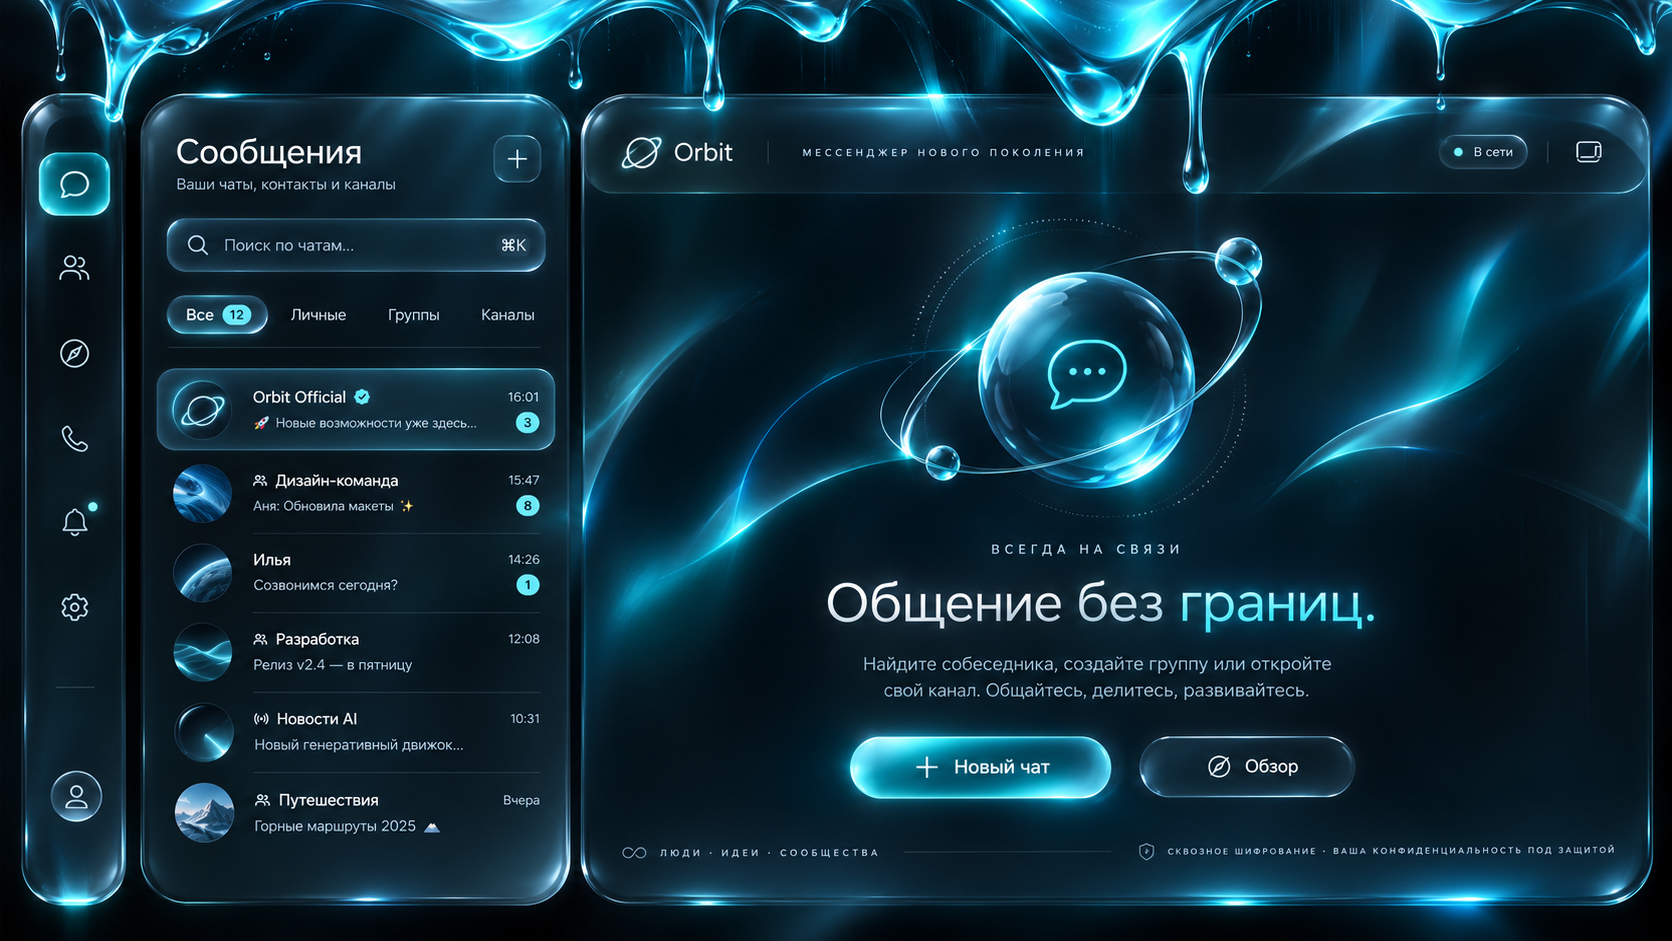 Сообщения
Ваши чаты, контакты и каналы
Поиск по чатам...
⌘K
Все 12 Личные Группы Каналы
Orbit Official 16:01
🚀 Новые возможности уже здесь... 3
Дизайн-команда 15:47
Аня: Обновила макеты ✨ 8
Илья 14:26
Созвонимся сегодня? 1
Разработка 12:08
Релиз v2.4 — в пятницу
Новости AI 10:31
Новый генеративный движок...
Путешествия Вчера
Горные маршруты 2025 🏔️
Orbit
МЕССЕНДЖЕР НОВОГО ПОКОЛЕНИЯ
В сети
ВСЕГДА НА СВЯЗИ
Общение без границ.
Найдите собеседника, создайте группу или откройте
свой канал. Общайтесь, делитесь, развивайтесь.
Новый чат
Обзор
ЛЮДИ · ИДЕИ · СООБЩЕСТВА
СКВОЗНОЕ ШИФРОВАНИЕ · ВАША КОНФИДЕНЦИАЛЬНОСТЬ ПОД ЗАЩИТОЙ